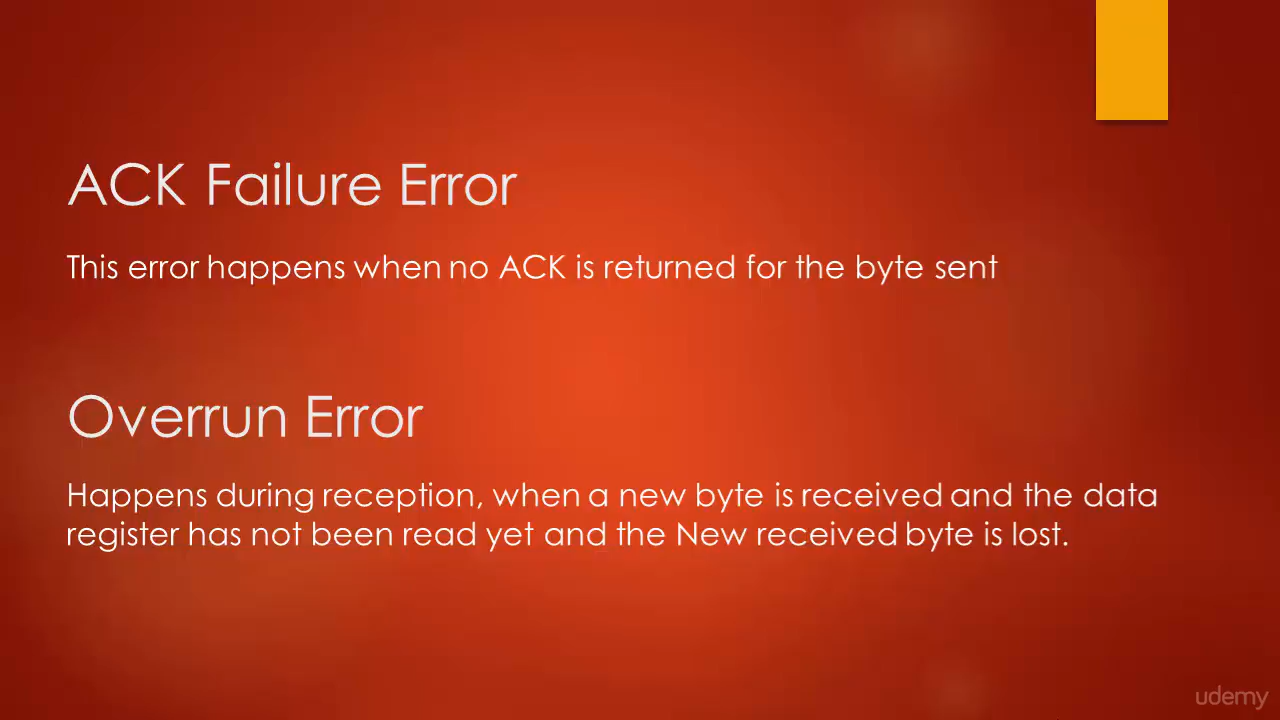 ACK Failure Error
This error happens when no ACK is returned for the byte sent
Overrun Error
Happens during reception, when a new byte is received and the data
register has not been read yet and the New received byte is lost.
udemy